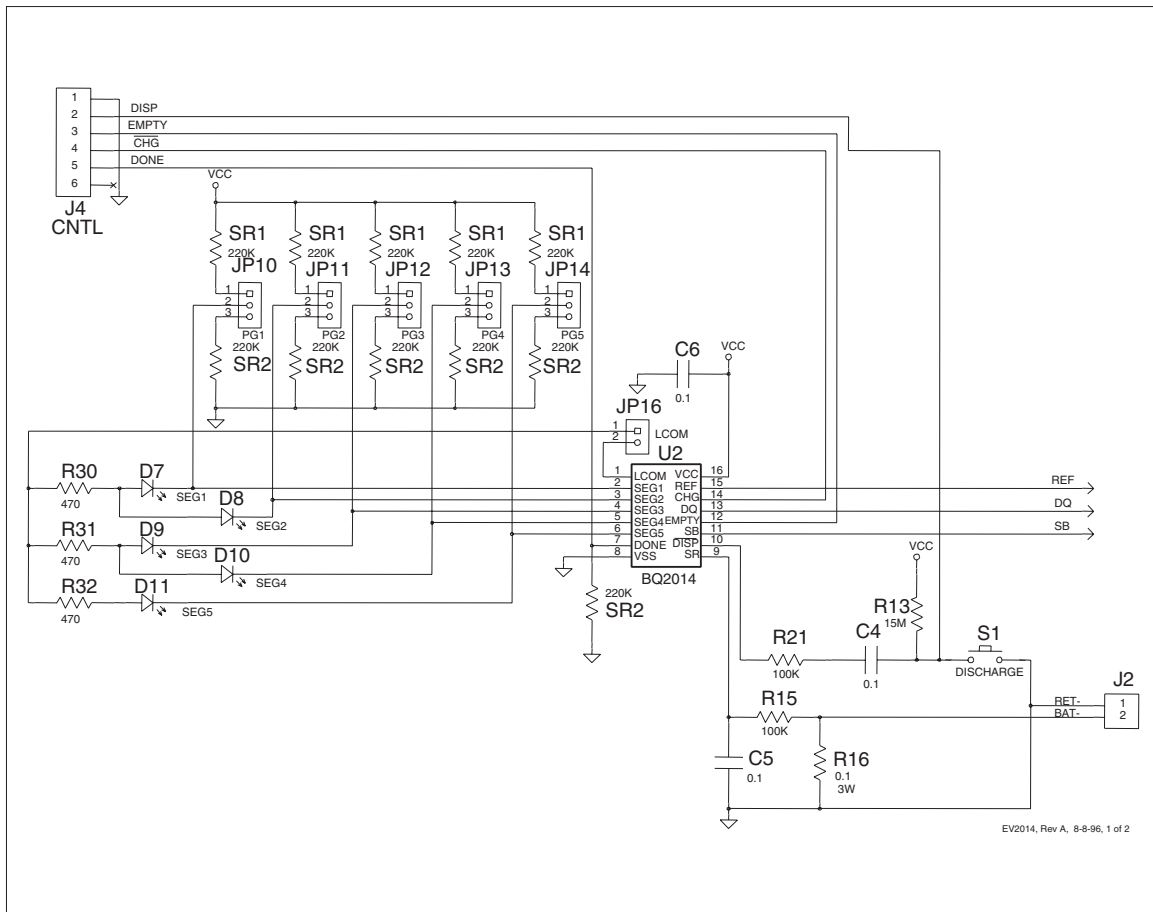 1
2
3
4
5
6
J4
CNTL
DISP
EMPTY
CHG
DONE
VCC
SR1
220K
JP10
1
2
3
PG1
220K
SR2
SR1
220K
JP11
1
2
3
PG2
220K
SR2
SR1
220K
JP12
1
2
3
PG3
220K
SR2
SR1
220K
JP13
1
2
3
PG4
220K
SR2
SR1
220K
JP14
1
2
3
PG5
220K
SR2
C6
0.1
VCC
JP16
1
2
LCOM
U2
1 LCOM VCC 16
2 SEG1 REF 15
3 SEG2 CHG 14
4 SEG3 DQ 13
5 SEG4 EMPTY 12
6 SEG5 SB 11
7 DONE DISP 10
8 VSS SR 9
BQ2014
REF
DQ
SB
R30
470
D7
SEG1
D8
SEG2
R31
470
D9
SEG3
D10
SEG4
R32
470
D11
SEG5
220K
SR2
VCC
R13
15M
R21
100K
C4
0.1
S1
DISCHARGE
J2
RET- 1
BAT- 2
R15
100K
C5
0.1
R16
0.1
3W
EV2014, Rev A, 8-8-96, 1 of 2